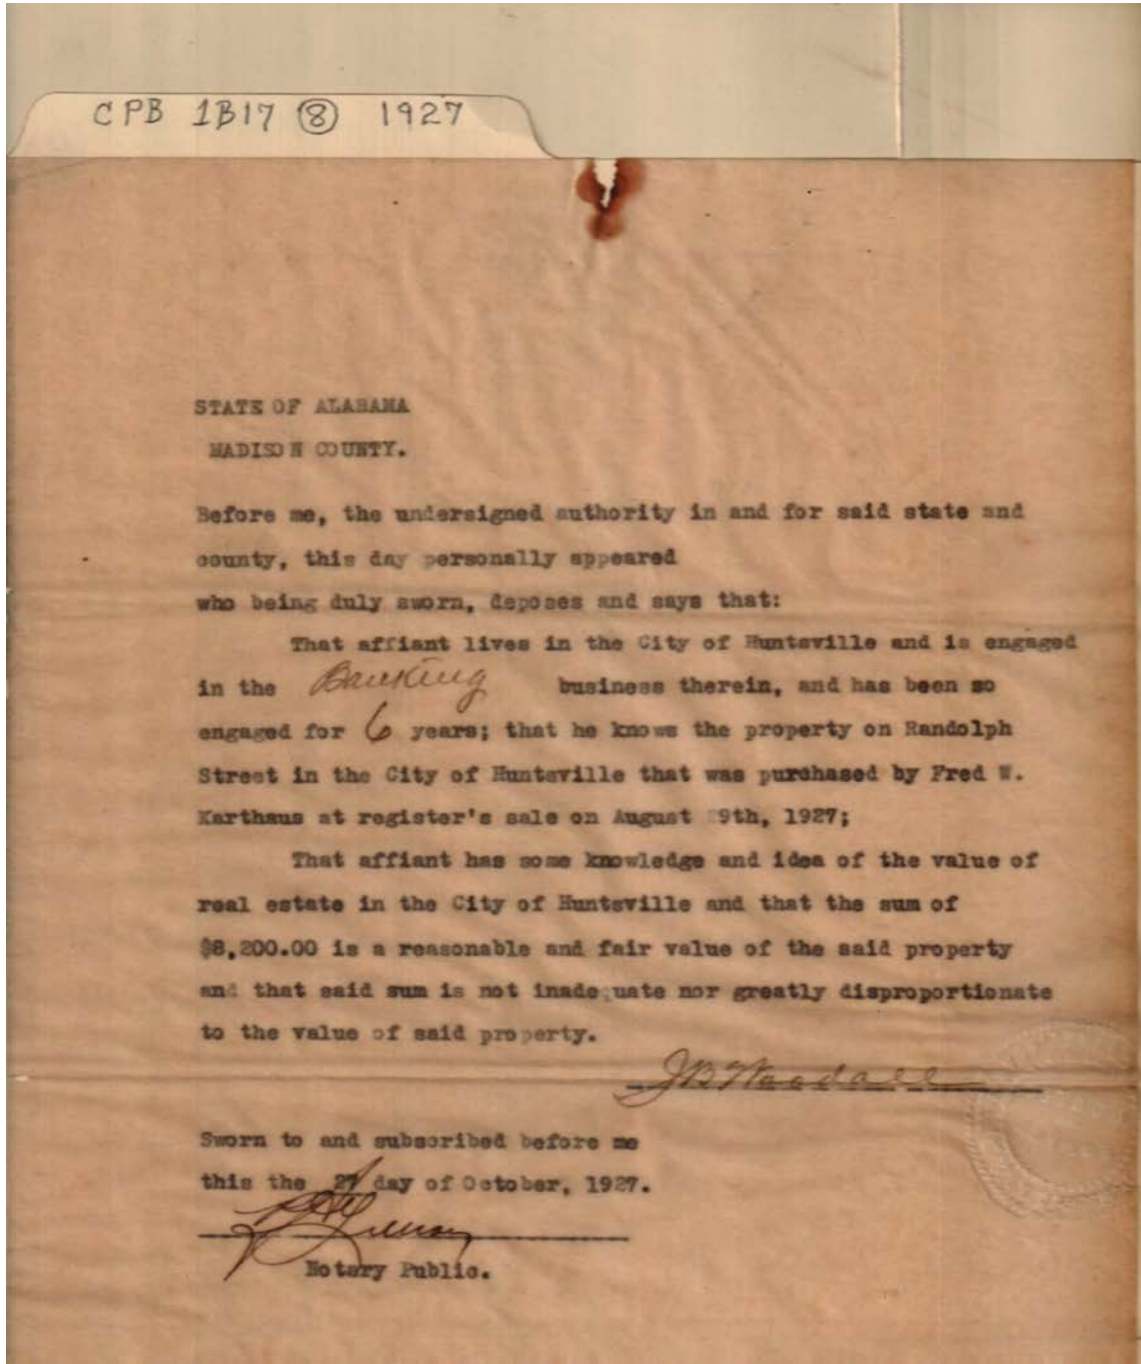 CPB 1B17 ⑧ 1927
STATE OF ALABAMA
MADISON COUNTY.
Before me, the undersigned authority in and for said state and
county, this day personally appeared
who being duly sworn, deposes and says that:
That affiant lives in the City of Huntsville and is engaged
in the Banking business therein, and has been so
engaged for 6 years; that he knows the property on Randolph
Street in the City of Huntsville that was purchased by Fred W.
Karthaus at register's sale on August 9th, 1927;
That affiant has some knowledge and idea of the value of
real estate in the City of Huntsville and that the sum of
$8,200.00 is a reasonable and fair value of the said property
and that said sum is not inadequate nor greatly disproportionate
to the value of said property.
J B Woodall
Sworn to and subscribed before me
this the 27 day of October, 1927.
Notary Public.